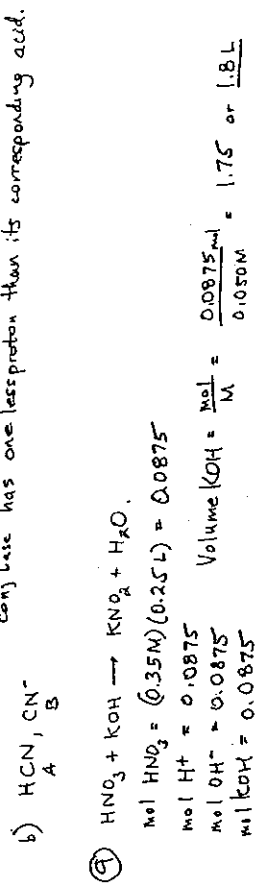 conj base has one less proton than its corresponding acid.
b) HCN, CN⁻
A B
9 HNO₃ + KOH → KNO₂ + H₂O.
mol HNO₃ = (0.35M)(0.25L) = 0.0875
mol H+ = 0.0875
mol OH⁻ = 0.0875
mol KOH = 0.0875
Volume KOH = mol/M = 0.0875 mol/0.050M = 1.75 or 1.8L